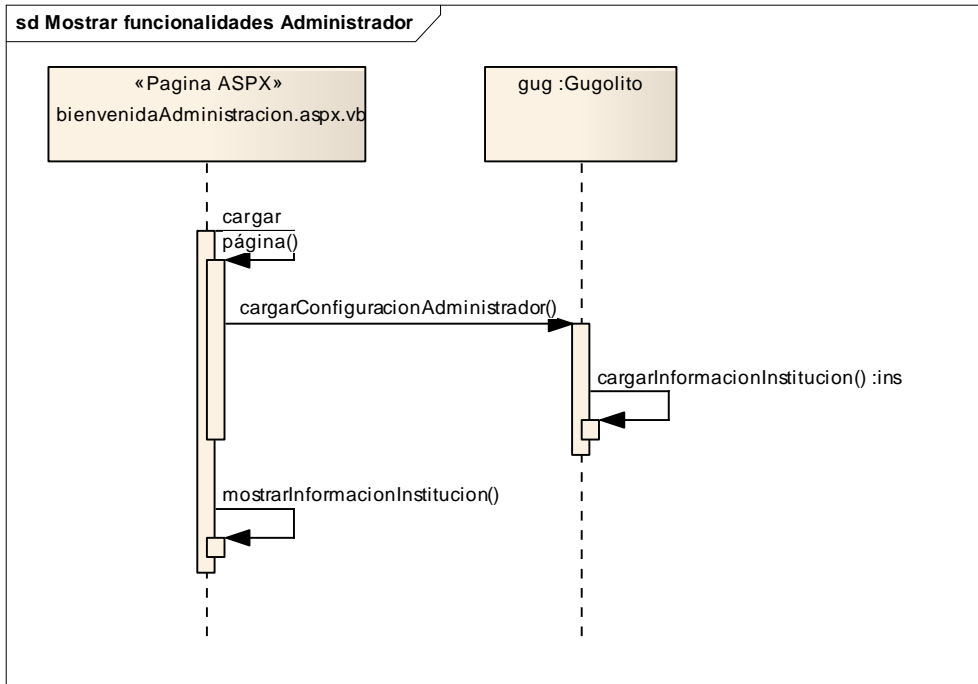 sd Mostrar funcionalidades Administrador
«Pagina ASPX»
bienvenidaAdministracion.aspx.vb
gug :Gugolito
cargar
página()
cargarConfiguracionAdministrador()
cargarInformacionInstitucion() :ins
mostrarInformacionInstitucion()